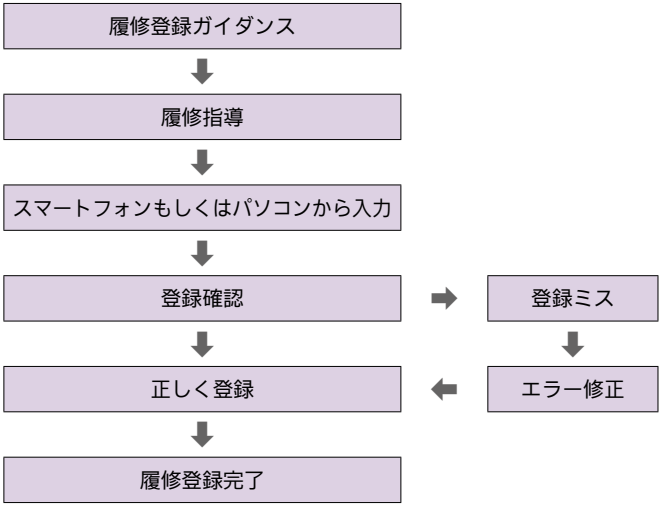 履修登録ガイダンス
履修指導
スマートフォンもしくはパソコンから入力
登録確認
登録ミス
正しく登録
エラー修正
履修登録完了